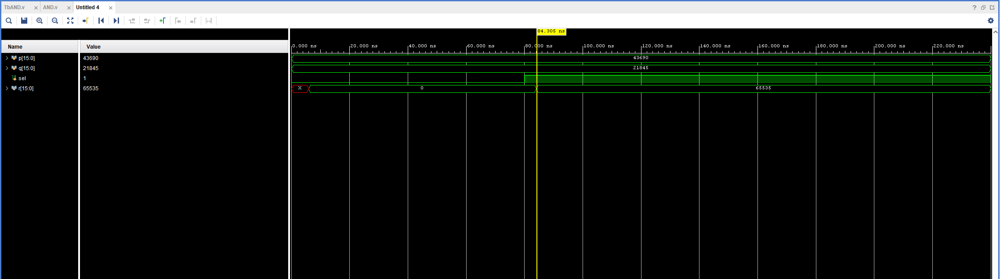 TbAND.v AND.v Untitled 4
84.305 ns
Name Value
0.000 ns 20.000 ns 40.000 ns 60.000 ns 80.000 ns 100.000 ns 120.000 ns 140.000 ns 160.000 ns 180.000 ns 200.000 ns 220.000 ns
p[15:0] 43690 43690
q[15:0] 21845 21845
sel 1
r[15:0] 65535 X 0 65535